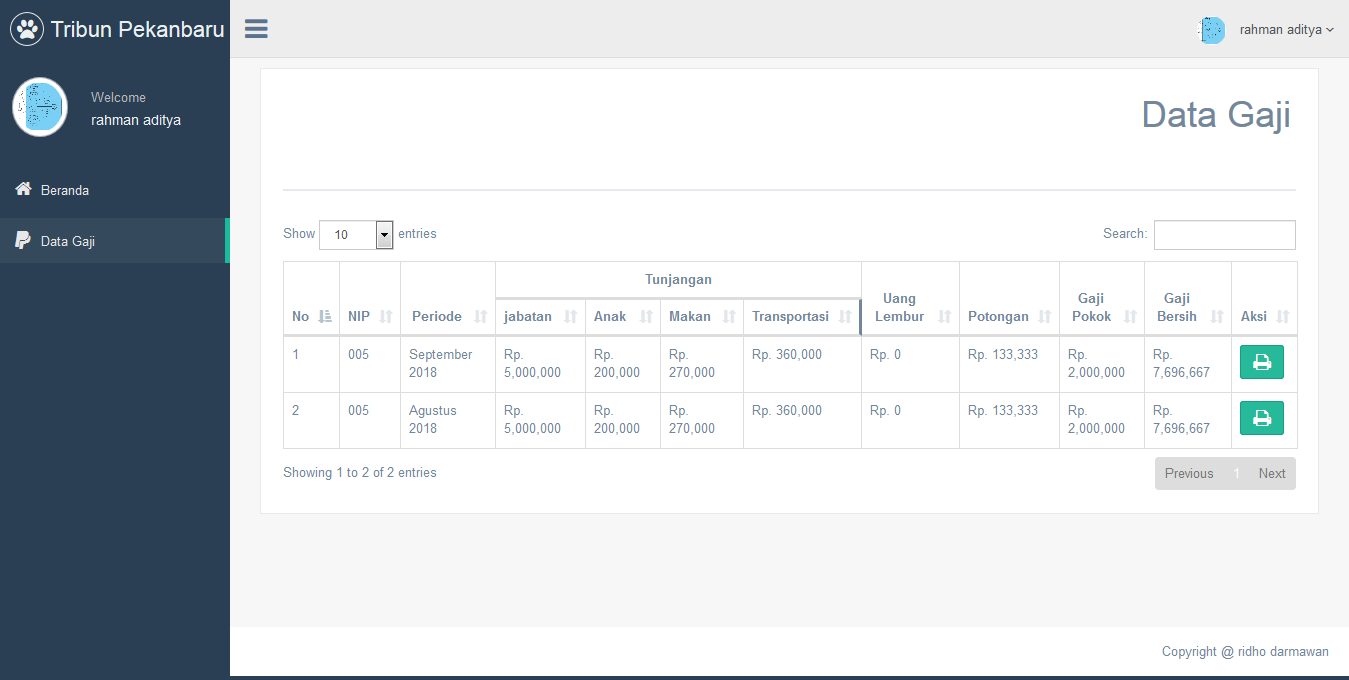 Tribun Pekanbaru
rahman aditya
Welcome
rahman aditya
Beranda
Data Gaji
Data Gaji
Show 10 entries
Search:
Tunjangan
No NIP Periode jabatan Anak Makan Transportasi Uang Lembur Potongan Gaji Pokok Gaji Bersih Aksi
1 005 September 2018 Rp. 5,000,000 Rp. 200,000 Rp. 270,000 Rp. 360,000 Rp. 0 Rp. 133,333 Rp. 2,000,000 Rp. 7,696,667
2 005 Agustus 2018 Rp. 5,000,000 Rp. 200,000 Rp. 270,000 Rp. 360,000 Rp. 0 Rp. 133,333 Rp. 2,000,000 Rp. 7,696,667
Showing 1 to 2 of 2 entries
Previous 1 Next
Copyright @ ridho darmawan